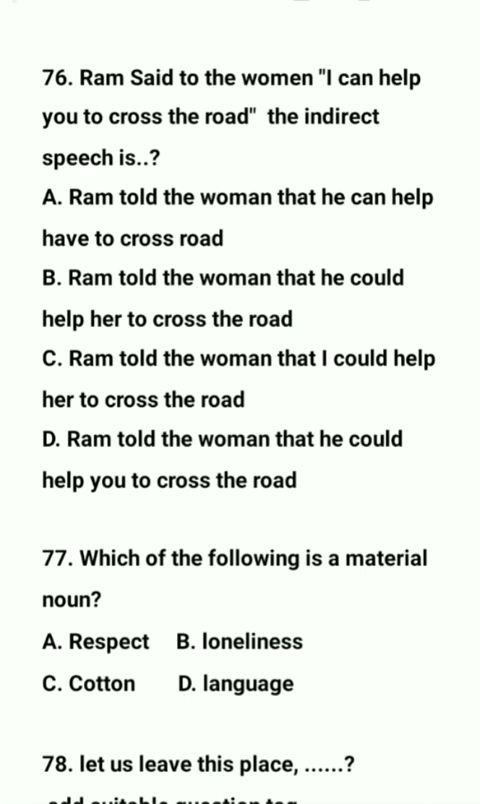 76. Ram Said to the women "I can help
you to cross the road"  the indirect
speech is..?
A. Ram told the woman that he can help
have to cross road
B. Ram told the woman that he could
help her to cross the road
C. Ram told the woman that I could help
her to cross the road
D. Ram told the woman that he could
help you to cross the road
77. Which of the following is a material
noun?
A. Respect    B. loneliness
C. Cotton    D. language
78. let us leave this place, ......?
add suitable question tag